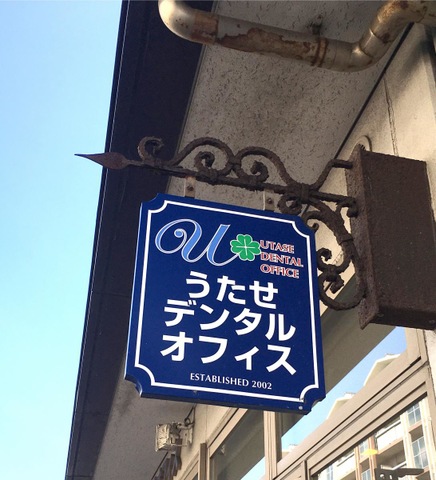 U
UTASE
DENTAL
OFFICE
うたせ
デンタル
オフィス
ESTABLISHED 2002